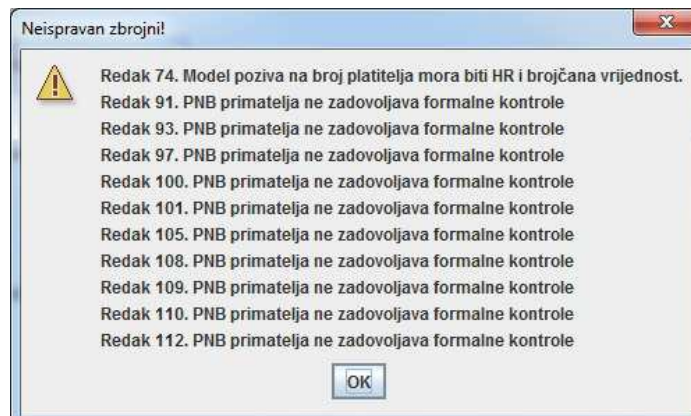 Neispravan zbrojni!
Redak 74. Model poziva na broj platitelja mora biti HR i brojčana vrijednost.
Redak 91. PNB primatelja ne zadovoljava formalne kontrole
Redak 93. PNB primatelja ne zadovoljava formalne kontrole
Redak 97. PNB primatelja ne zadovoljava formalne kontrole
Redak 100. PNB primatelja ne zadovoljava formalne kontrole
Redak 101. PNB primatelja ne zadovoljava formalne kontrole
Redak 105. PNB primatelja ne zadovoljava formalne kontrole
Redak 108. PNB primatelja ne zadovoljava formalne kontrole
Redak 109. PNB primatelja ne zadovoljava formalne kontrole
Redak 110. PNB primatelja ne zadovoljava formalne kontrole
Redak 112. PNB primatelja ne zadovoljava formalne kontrole
OK